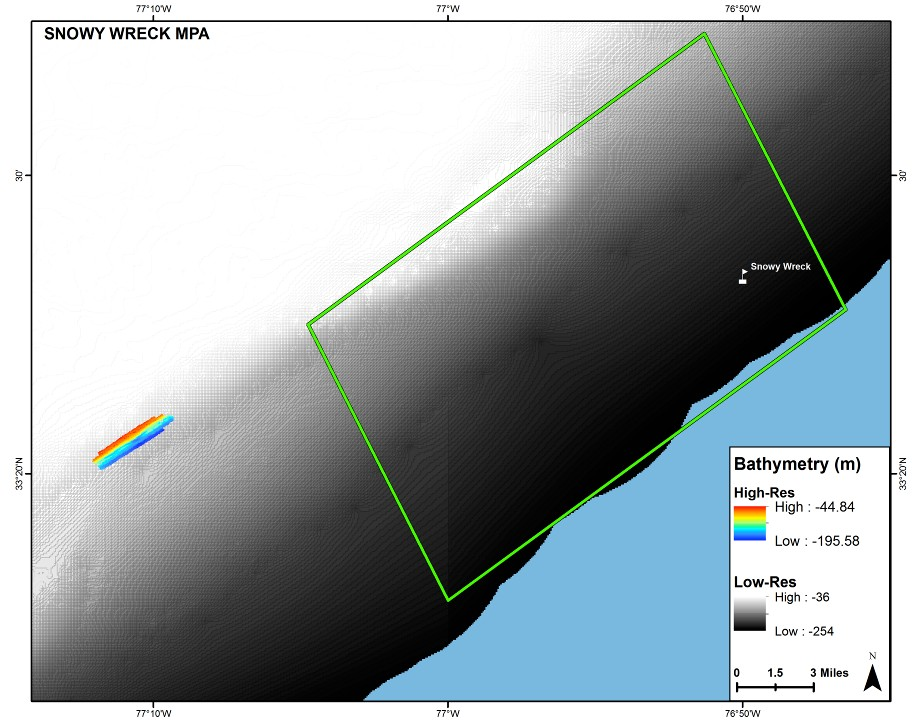 77°10'W 77°W 76°50'W
SNOWY WRECK MPA
30' 30'
Snowy Wreck
33°20'N 33°20'N
Bathymetry (m)
High-Res
High : -44.84
Low : -195.58
Low-Res
High : -36
Low : -254
N
0 1.5 3 Miles
77°10'W 77°W 76°50'W